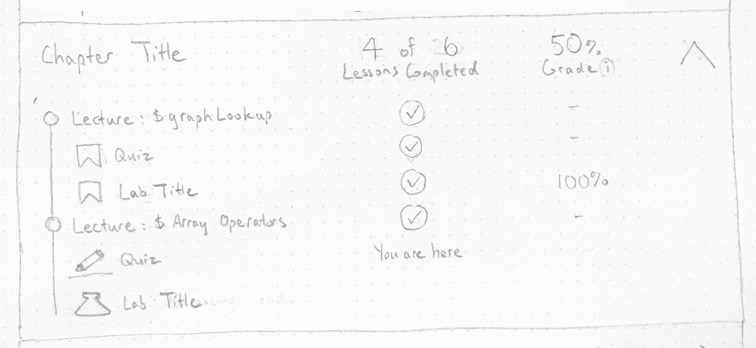 Chapter Title 4 of 6 50%
Lessons Completed Grade i
Lecture: $graphLookup -
Quiz -
Lab Title 100%
Lecture: $ Array Operators -
Quiz You are here
Lab Title